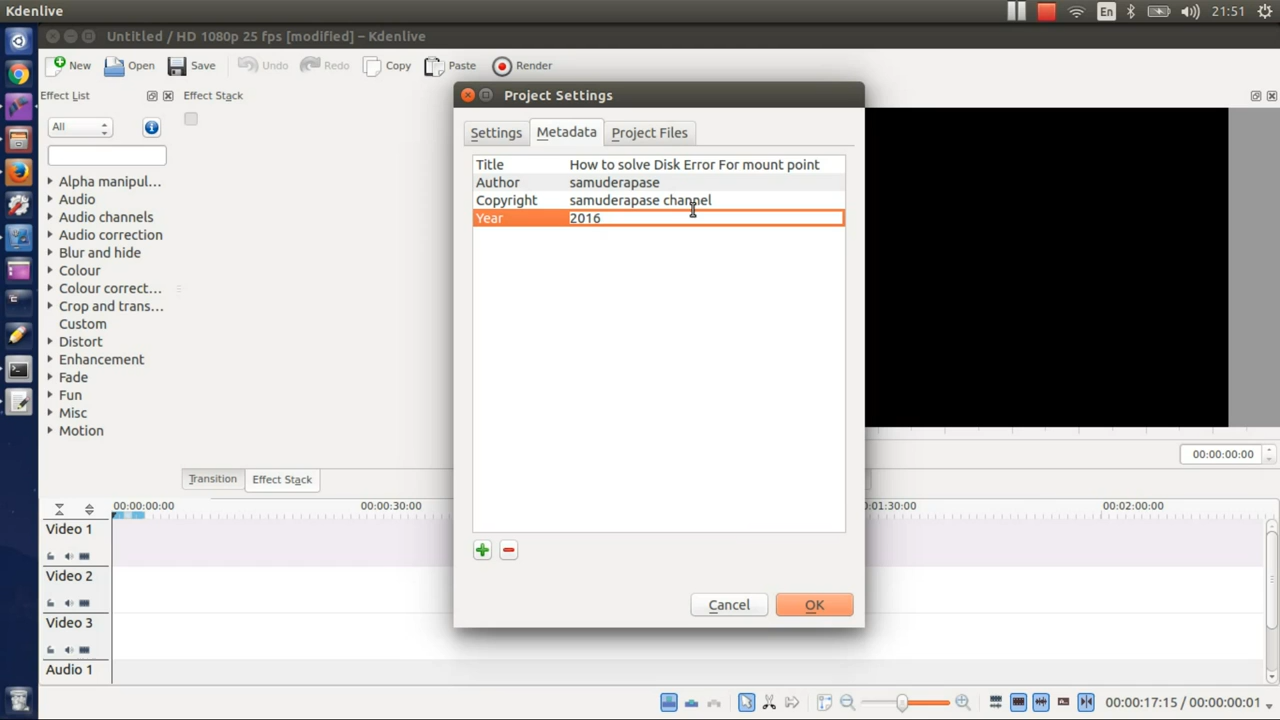 Kdenlive
En
21:51
Untitled / HD 1080p 25 fps [modified] – Kdenlive
New
Open
Save
Undo
Redo
Copy
Paste
Render
Effect List
Effect Stack
All
Alpha manipul...
Audio
Audio channels
Audio correction
Blur and hide
Colour
Colour correct...
Crop and trans...
Custom
Distort
Enhancement
Fade
Fun
Misc
Motion
Project Settings
Settings
Metadata
Project Files
Title How to solve Disk Error For mount point
Author samuderapase
Copyright samuderapase channel
Year 2016
Cancel
OK
00:00:00:00
Transition
Effect Stack
00:00:00:00
00:00:30:00
00:01:30:00
00:02:00:00
Video 1
Video 2
Video 3
Audio 1
00:00:17:15 / 00:00:00:01